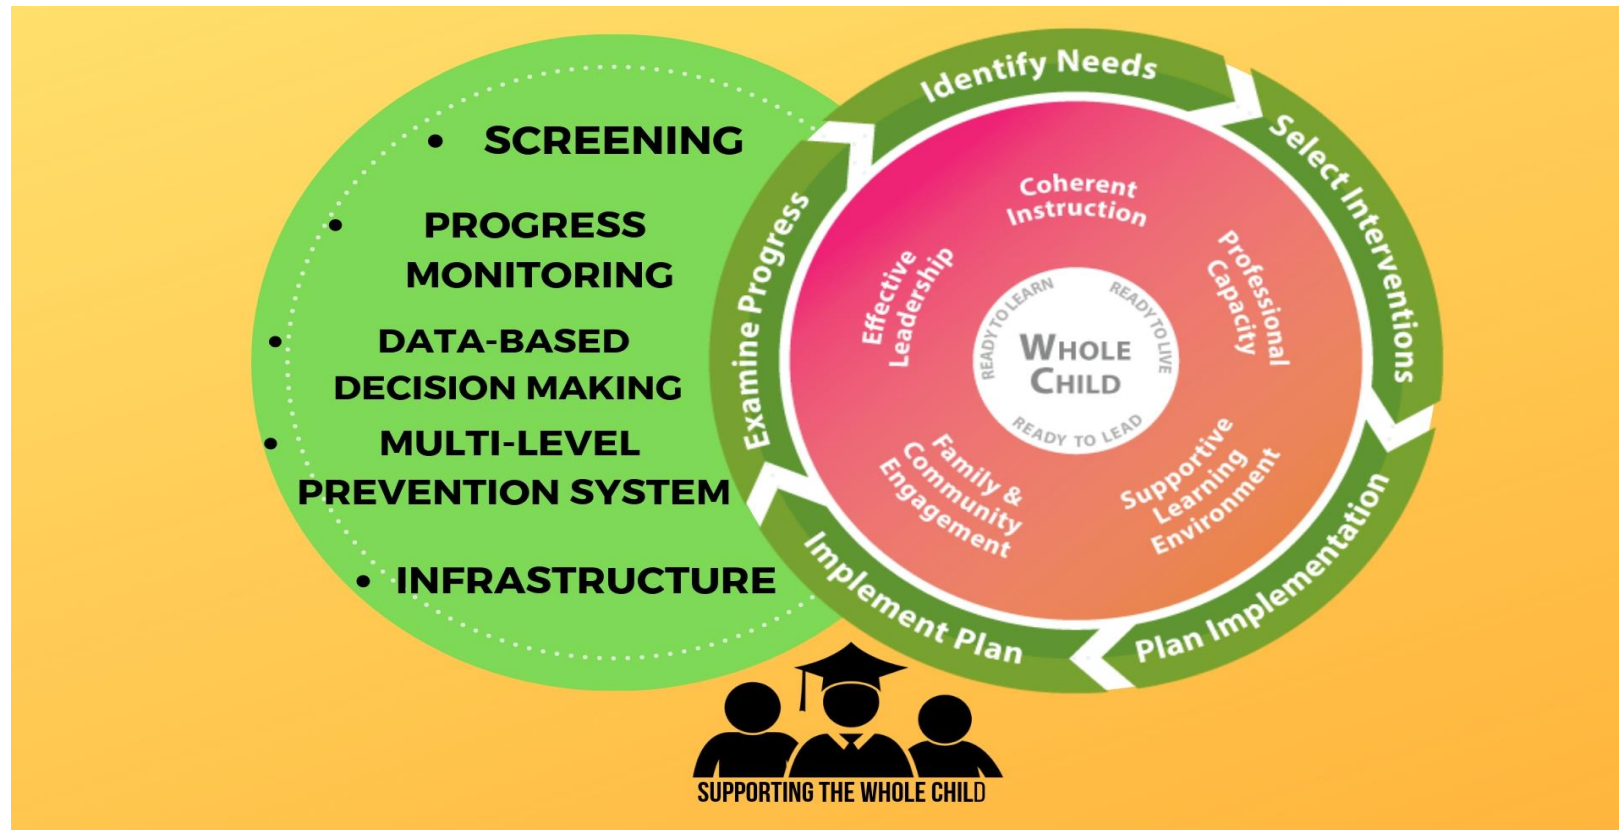 • SCREENING
• PROGRESS
MONITORING
• DATA-BASED
DECISION MAKING
• MULTI-LEVEL
PREVENTION SYSTEM
• INFRASTRUCTURE
Identify Needs
Select Interventions
Plan Implementation
Implement Plan
Examine Progress
Coherent
Instruction
Professional
Capacity
Supportive
Learning
Environment
Family &
Community
Engagement
Effective
Leadership
READY TO LEARN
READY TO LIVE
READY TO LEAD
WHOLE
CHILD
SUPPORTING THE WHOLE CHILD